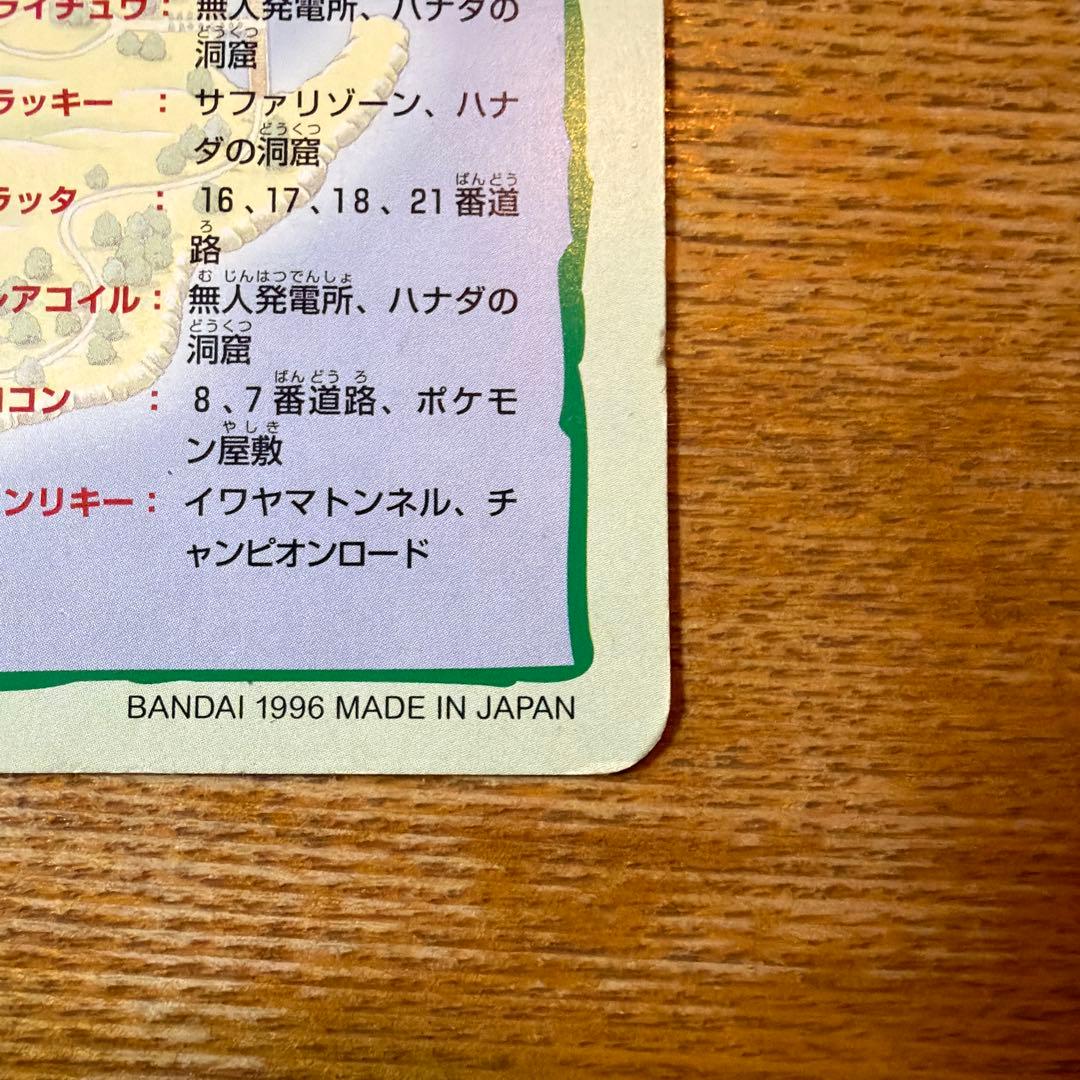 ライチュウ： 無人発電所、ハナダの
どうくつ
洞窟
ラッキー ： サファリゾーン、ハナ
どうくつ
ダの洞窟
ばんどう
ラッタ ： 16、17、18、21番道
ろ
路
む じんはつでんしょ
アコイル： 無人発電所、ハナダの
どうくつ
洞窟
ばんどう ろ
コン ： 8、7番道路、ポケモ
やしき
ン屋敷
ンリキー： イワヤマトンネル、チ
ャンピオンロード
BANDAI 1996 MADE IN JAPAN